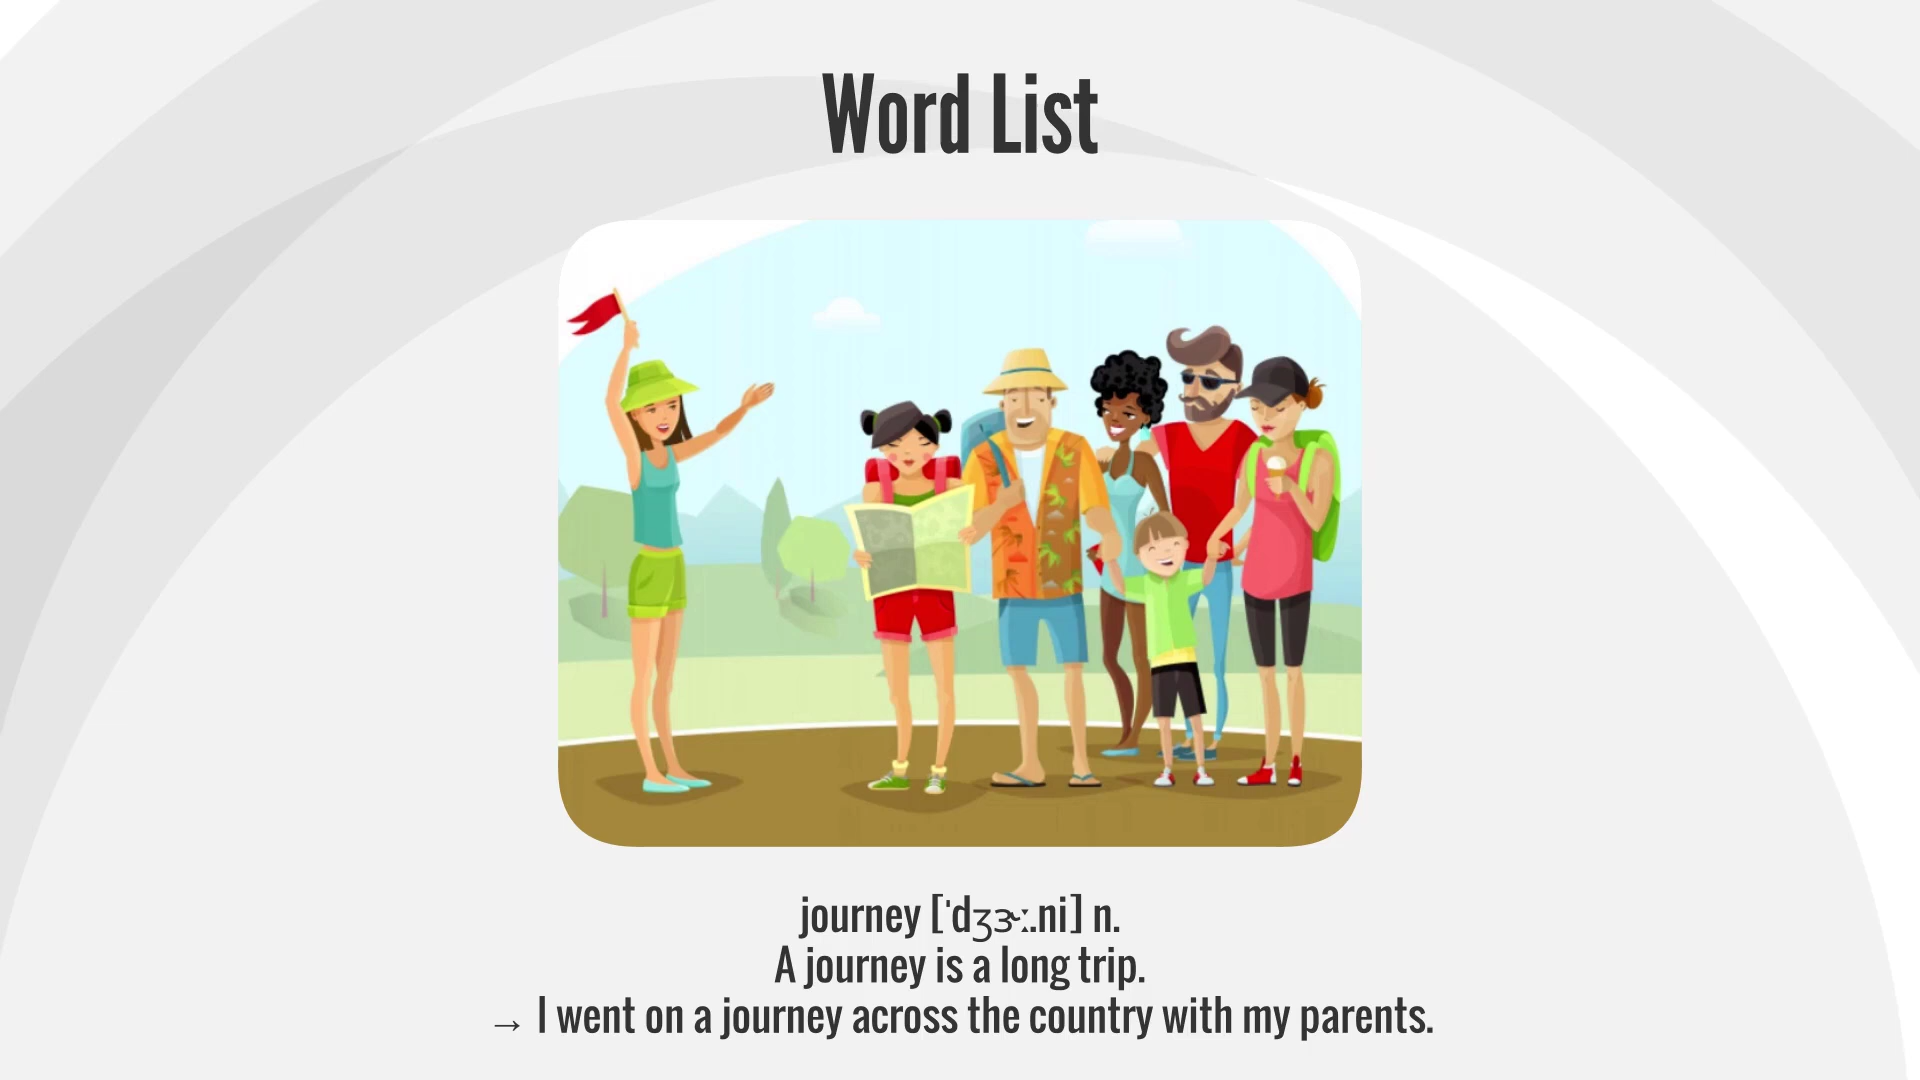 Word List
journey [ˈdʒɝː.ni] n.
A journey is a long trip.
→ I went on a journey across the country with my parents.